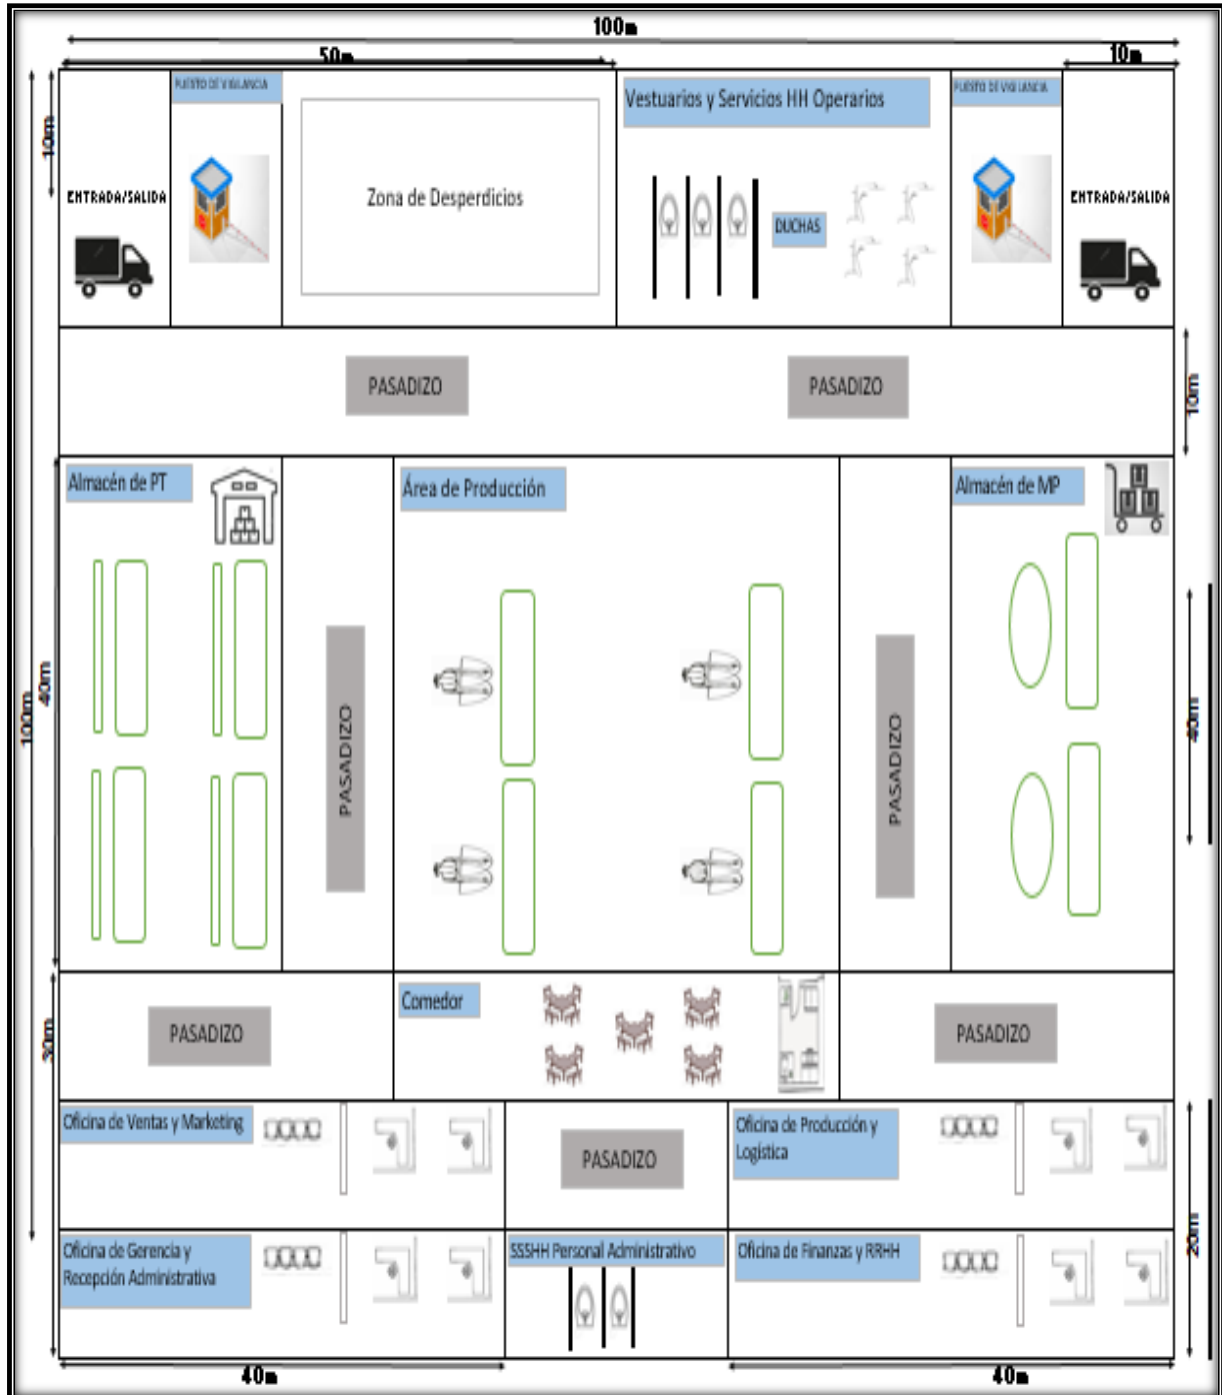 100m
50m
10m
PUESTO DE VIGILANCIA
Vestuarios y Servicios HH Operarios
PUESTO DE VIGILANCIA
10m
ENTRADA/SALIDA
Zona de Desperdicios
DUCHAS
ENTRADA/SALIDA
PASADIZO
PASADIZO
10m
Almacén de PT
Área de Producción
Almacén de MP
40m
100m
PASADIZO
PASADIZO
40m
Comedor
PASADIZO
PASADIZO
30m
Oficina de Ventas y Marketing
PASADIZO
Oficina de Producción y
Logística
20m
Oficina de Gerencia y
Recepción Administrativa
SSSHH Personal Administrativo
Oficina de Finanzas y RRHH
40m
40m